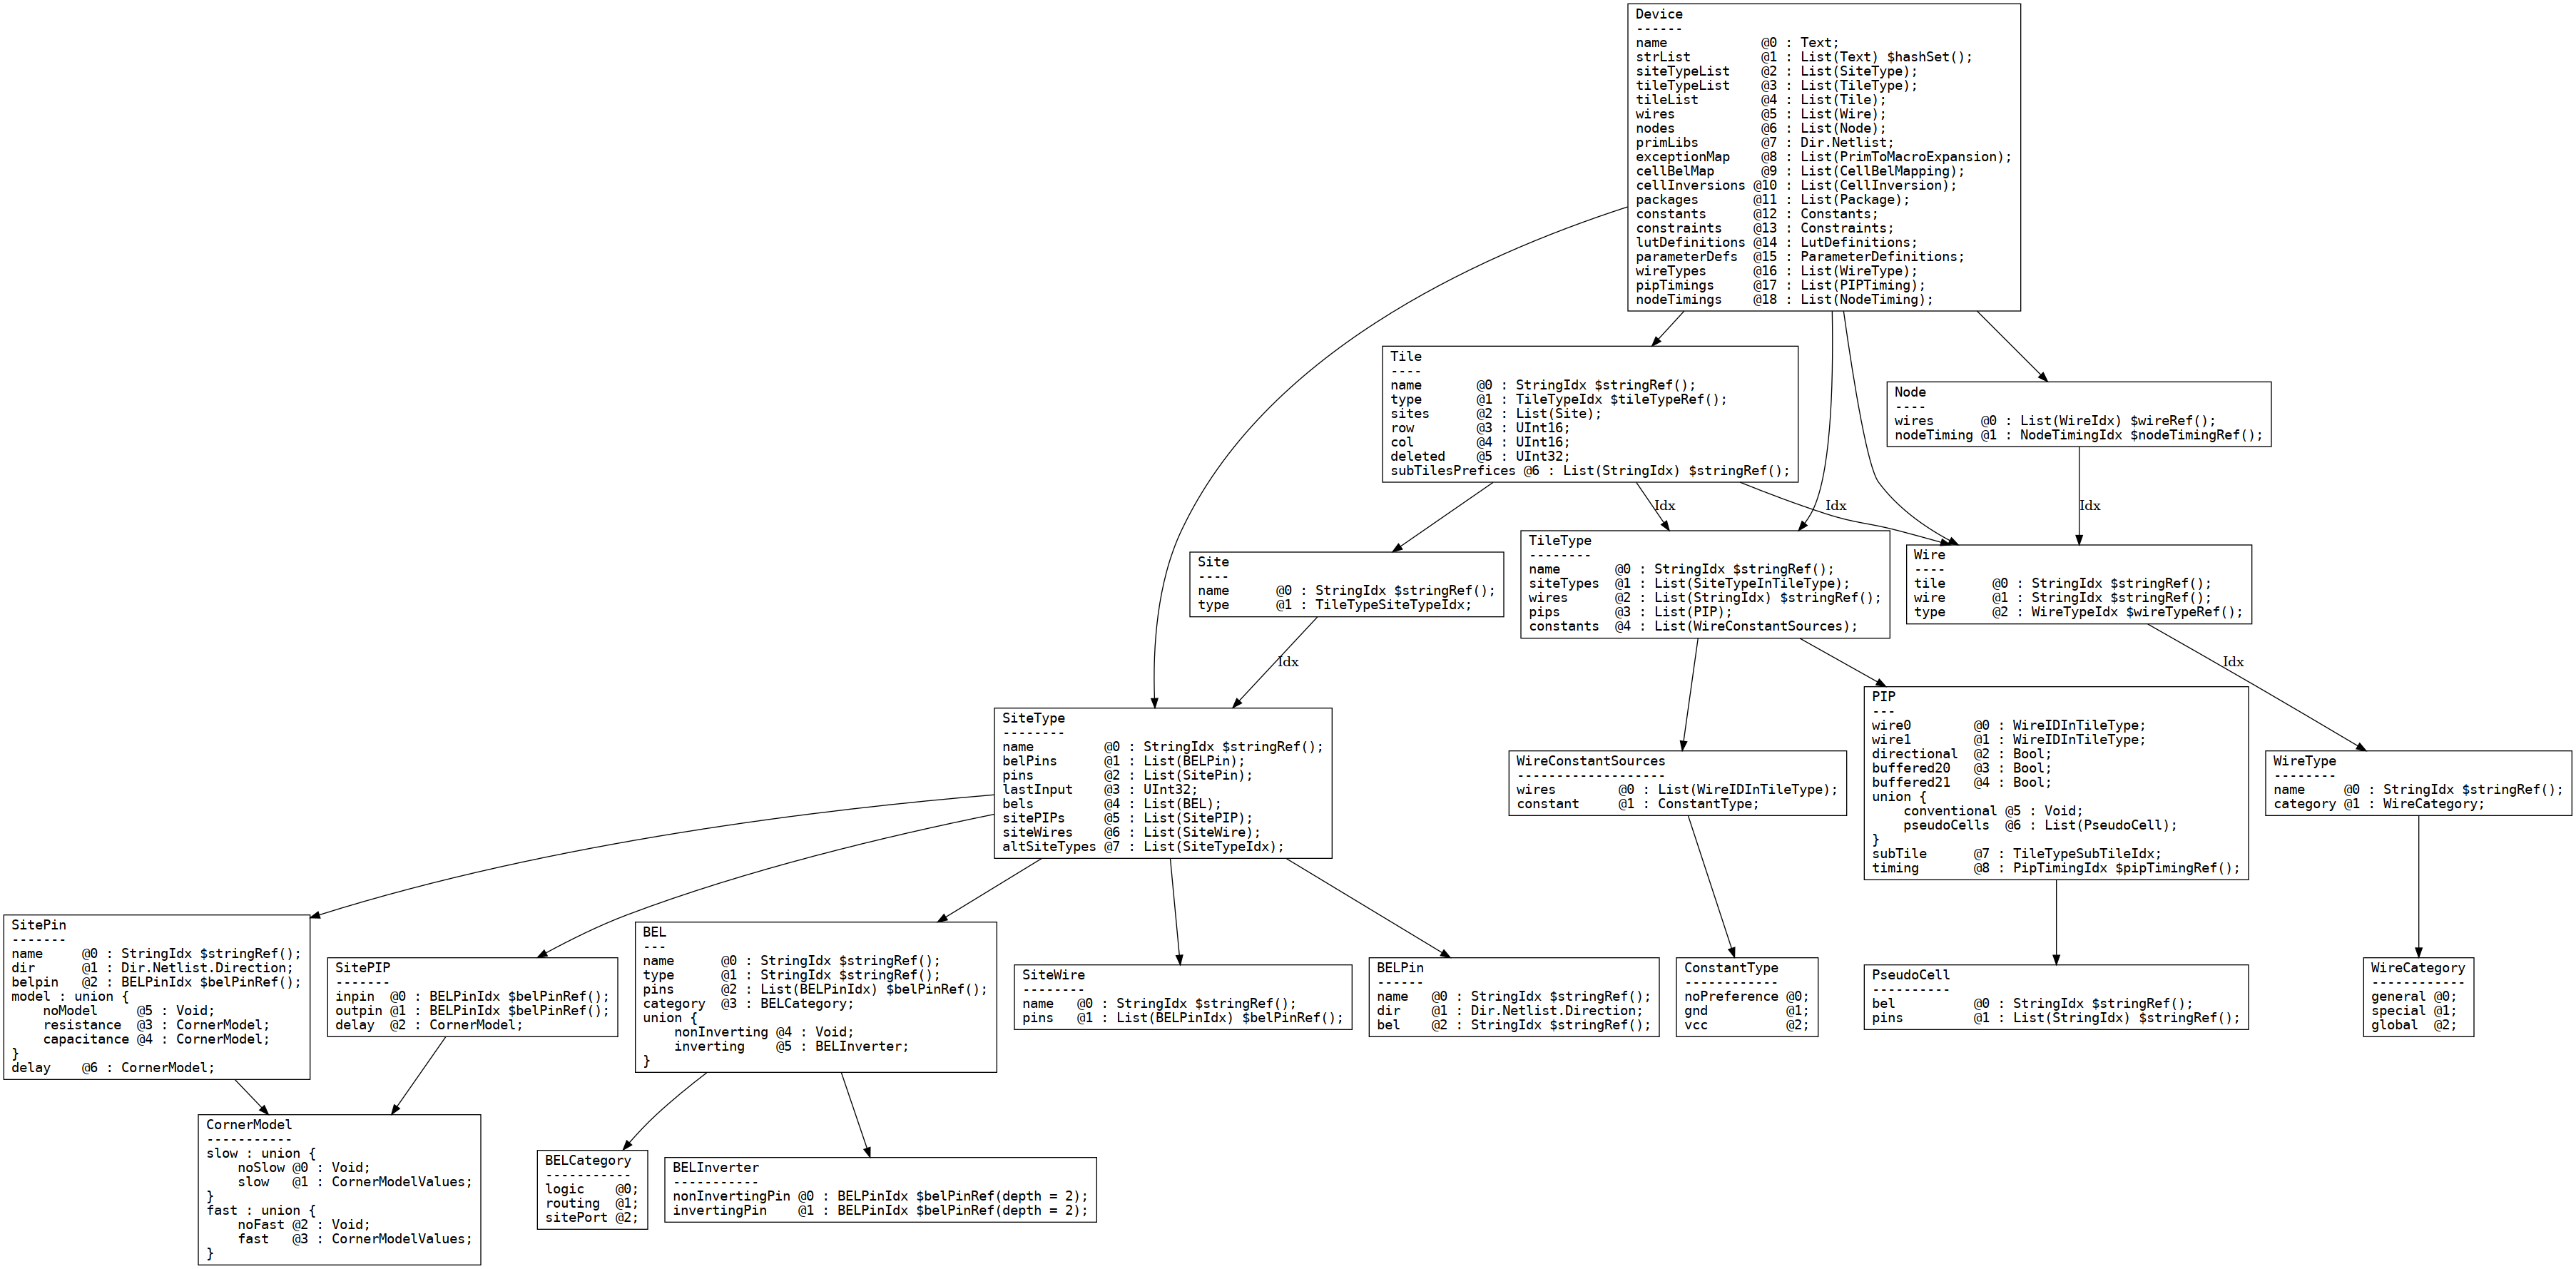 Device
------
name            @0 : Text;
strList         @1 : List(Text) $hashSet();
siteTypeList    @2 : List(SiteType);
tileTypeList    @3 : List(TileType);
tileList        @4 : List(Tile);
wires           @5 : List(Wire);
nodes           @6 : List(Node);
primLibs        @7 : Dir.Netlist;
exceptionMap    @8 : List(PrimToMacroExpansion);
cellBelMap      @9 : List(CellBelMapping);
cellInversions @10 : List(CellInversion);
packages       @11 : List(Package);
constants      @12 : Constants;
constraints    @13 : Constraints;
lutDefinitions @14 : LutDefinitions;
parameterDefs  @15 : ParameterDefinitions;
wireTypes      @16 : List(WireType);
pipTimings     @17 : List(PIPTiming);
nodeTimings    @18 : List(NodeTiming);
Tile
----
name       @0 : StringIdx $stringRef();
type       @1 : TileTypeIdx $tileTypeRef();
sites      @2 : List(Site);
row        @3 : UInt16;
col        @4 : UInt16;
deleted    @5 : UInt32;
subTilesPrefices @6 : List(StringIdx) $stringRef();
Node
----
wires      @0 : List(WireIdx) $wireRef();
nodeTiming @1 : NodeTimingIdx $nodeTimingRef();
Idx
Idx
Idx
Site
----
name      @0 : StringIdx $stringRef();
type      @1 : TileTypeSiteTypeIdx;
TileType
--------
name       @0 : StringIdx $stringRef();
siteTypes  @1 : List(SiteTypeInTileType);
wires      @2 : List(StringIdx) $stringRef();
pips       @3 : List(PIP);
constants  @4 : List(WireConstantSources);
Wire
----
tile      @0 : StringIdx $stringRef();
wire      @1 : StringIdx $stringRef();
type      @2 : WireTypeIdx $wireTypeRef();
Idx
Idx
SiteType
--------
name         @0 : StringIdx $stringRef();
belPins      @1 : List(BELPin);
pins         @2 : List(SitePin);
lastInput    @3 : UInt32;
bels         @4 : List(BEL);
sitePIPs     @5 : List(SitePIP);
siteWires    @6 : List(SiteWire);
altSiteTypes @7 : List(SiteTypeIdx);
WireConstantSources
-------------------
wires        @0 : List(WireIDInTileType);
constant     @1 : ConstantType;
PIP
---
wire0        @0 : WireIDInTileType;
wire1        @1 : WireIDInTileType;
directional  @2 : Bool;
buffered20   @3 : Bool;
buffered21   @4 : Bool;
union {
    conventional @5 : Void;
    pseudoCells  @6 : List(PseudoCell);
}
subTile      @7 : TileTypeSubTileIdx;
timing       @8 : PipTimingIdx $pipTimingRef();
WireType
--------
name     @0 : StringIdx $stringRef();
category @1 : WireCategory;
SitePin
-------
name     @0 : StringIdx $stringRef();
dir      @1 : Dir.Netlist.Direction;
belpin   @2 : BELPinIdx $belPinRef();
model : union {
    noModel     @5 : Void;
    resistance  @3 : CornerModel;
    capacitance @4 : CornerModel;
}
delay    @6 : CornerModel;
SitePIP
-------
inpin  @0 : BELPinIdx $belPinRef();
outpin @1 : BELPinIdx $belPinRef();
delay  @2 : CornerModel;
BEL
---
name      @0 : StringIdx $stringRef();
type      @1 : StringIdx $stringRef();
pins      @2 : List(BELPinIdx) $belPinRef();
category  @3 : BELCategory;
union {
    nonInverting @4 : Void;
    inverting    @5 : BELInverter;
}
SiteWire
--------
name   @0 : StringIdx $stringRef();
pins   @1 : List(BELPinIdx) $belPinRef();
BELPin
------
name   @0 : StringIdx $stringRef();
dir    @1 : Dir.Netlist.Direction;
bel    @2 : StringIdx $stringRef();
ConstantType
------------
noPreference @0;
gnd          @1;
vcc          @2;
PseudoCell
----------
bel          @0 : StringIdx $stringRef();
pins         @1 : List(StringIdx) $stringRef();
WireCategory
------------
general @0;
special @1;
global  @2;
CornerModel
-----------
slow : union {
    noSlow @0 : Void;
    slow   @1 : CornerModelValues;
}
fast : union {
    noFast @2 : Void;
    fast   @3 : CornerModelValues;
}
BELCategory
-----------
logic    @0;
routing  @1;
sitePort @2;
BELInverter
-----------
nonInvertingPin @0 : BELPinIdx $belPinRef(depth = 2);
invertingPin    @1 : BELPinIdx $belPinRef(depth = 2);